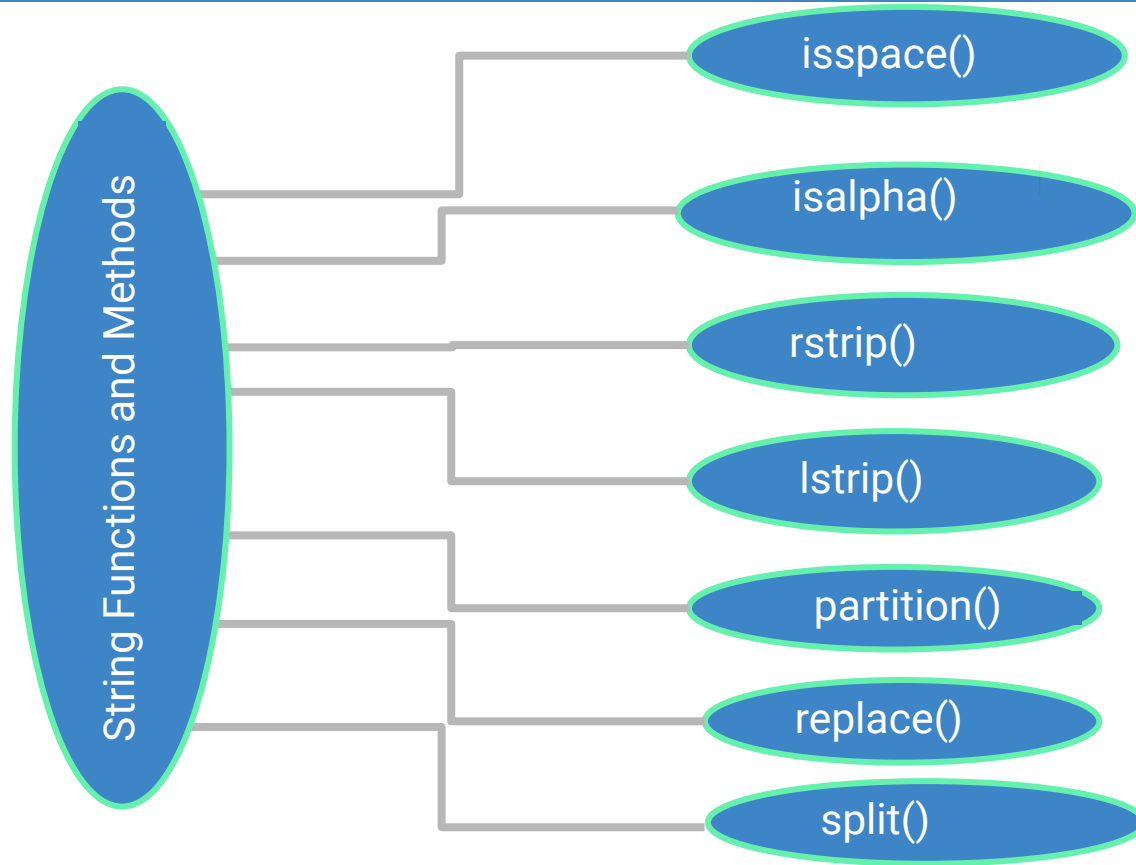 String Functions and Methods
isspace()
isalpha()
rstrip()
lstrip()
partition()
replace()
split()